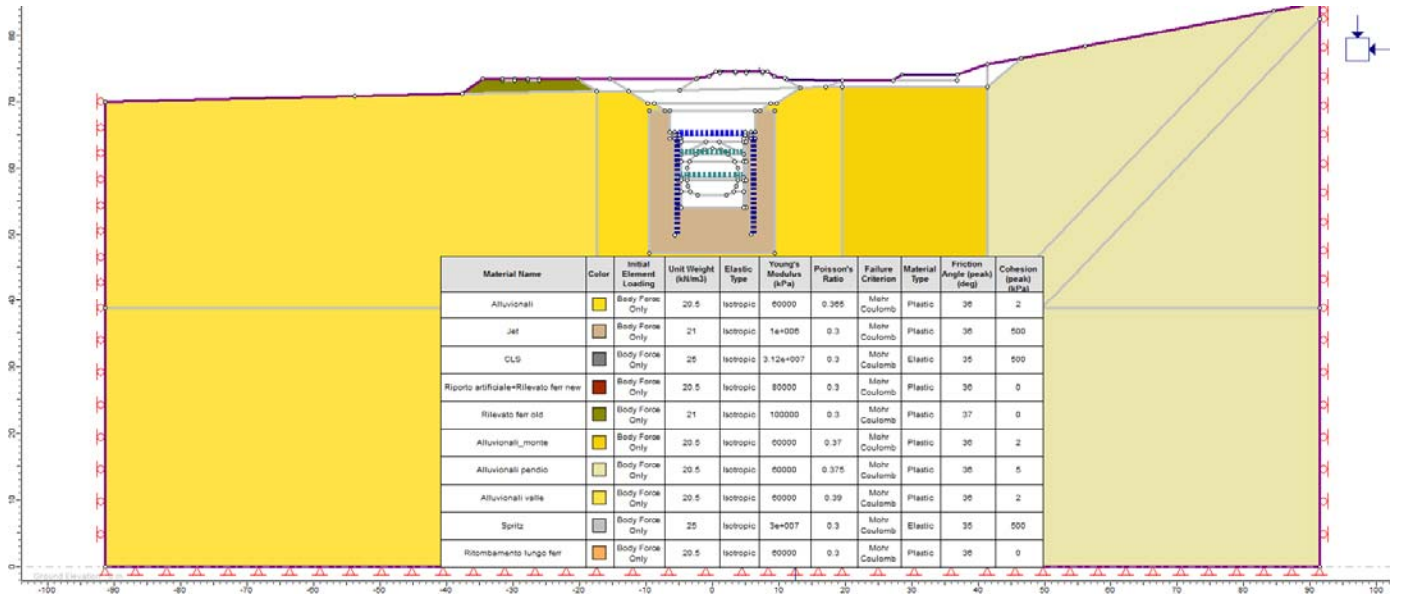 Material Name Color Initial Element Loading Unit Weight (kN/m3) Elastic Type Young's Modulus (kPa) Poisson's Ratio Failure Criterion Material Type Friction Angle (peak) (deg) Cohesion (peak) (kPa)
Alluvionali Body Force Only 20.5 Isotropic 60000 0.365 Mohr Coulomb Plastic 36 2
Jet Body Force Only 21 Isotropic 1e+006 0.3 Mohr Coulomb Plastic 36 500
CLS Body Force Only 25 Isotropic 3.12e+007 0.3 Mohr Coulomb Elastic 35 500
Riporto artificiale+Rilevato ferr new Body Force Only 20.5 Isotropic 80000 0.3 Mohr Coulomb Plastic 36 0
Rilevato ferr old Body Force Only 21 Isotropic 100000 0.3 Mohr Coulomb Plastic 37 0
Alluvionali_monte Body Force Only 20.5 Isotropic 60000 0.37 Mohr Coulomb Plastic 36 2
Alluvionali pendio Body Force Only 20.5 Isotropic 60000 0.375 Mohr Coulomb Plastic 36 5
Alluvionali valle Body Force Only 20.5 Isotropic 60000 0.39 Mohr Coulomb Plastic 36 2
Spritz Body Force Only 25 Isotropic 3e+007 0.3 Mohr Coulomb Elastic 35 500
Ritombamento lungo ferr Body Force Only 20.5 Isotropic 60000 0.3 Mohr Coulomb Plastic 36 0
80
70
60
50
40
30
20
10
0
-100 -90 -80 -70 -60 -50 -40 -30 -20 -10 0 10 20 30 40 50 60 70 80 90 100